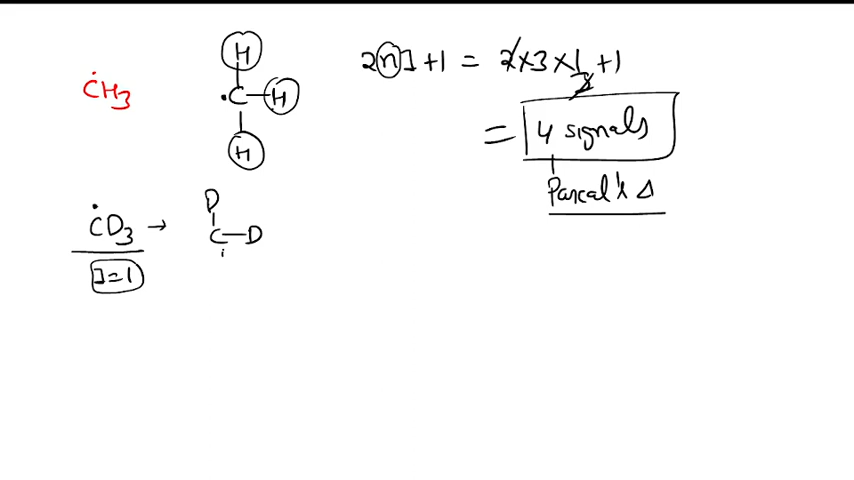 ĊH3
H
·C—H
H
2nI+1 = 2×3×1/2+1
= 4 signals
Pascal's Δ
ĊD3 →
I=1
D
C—D